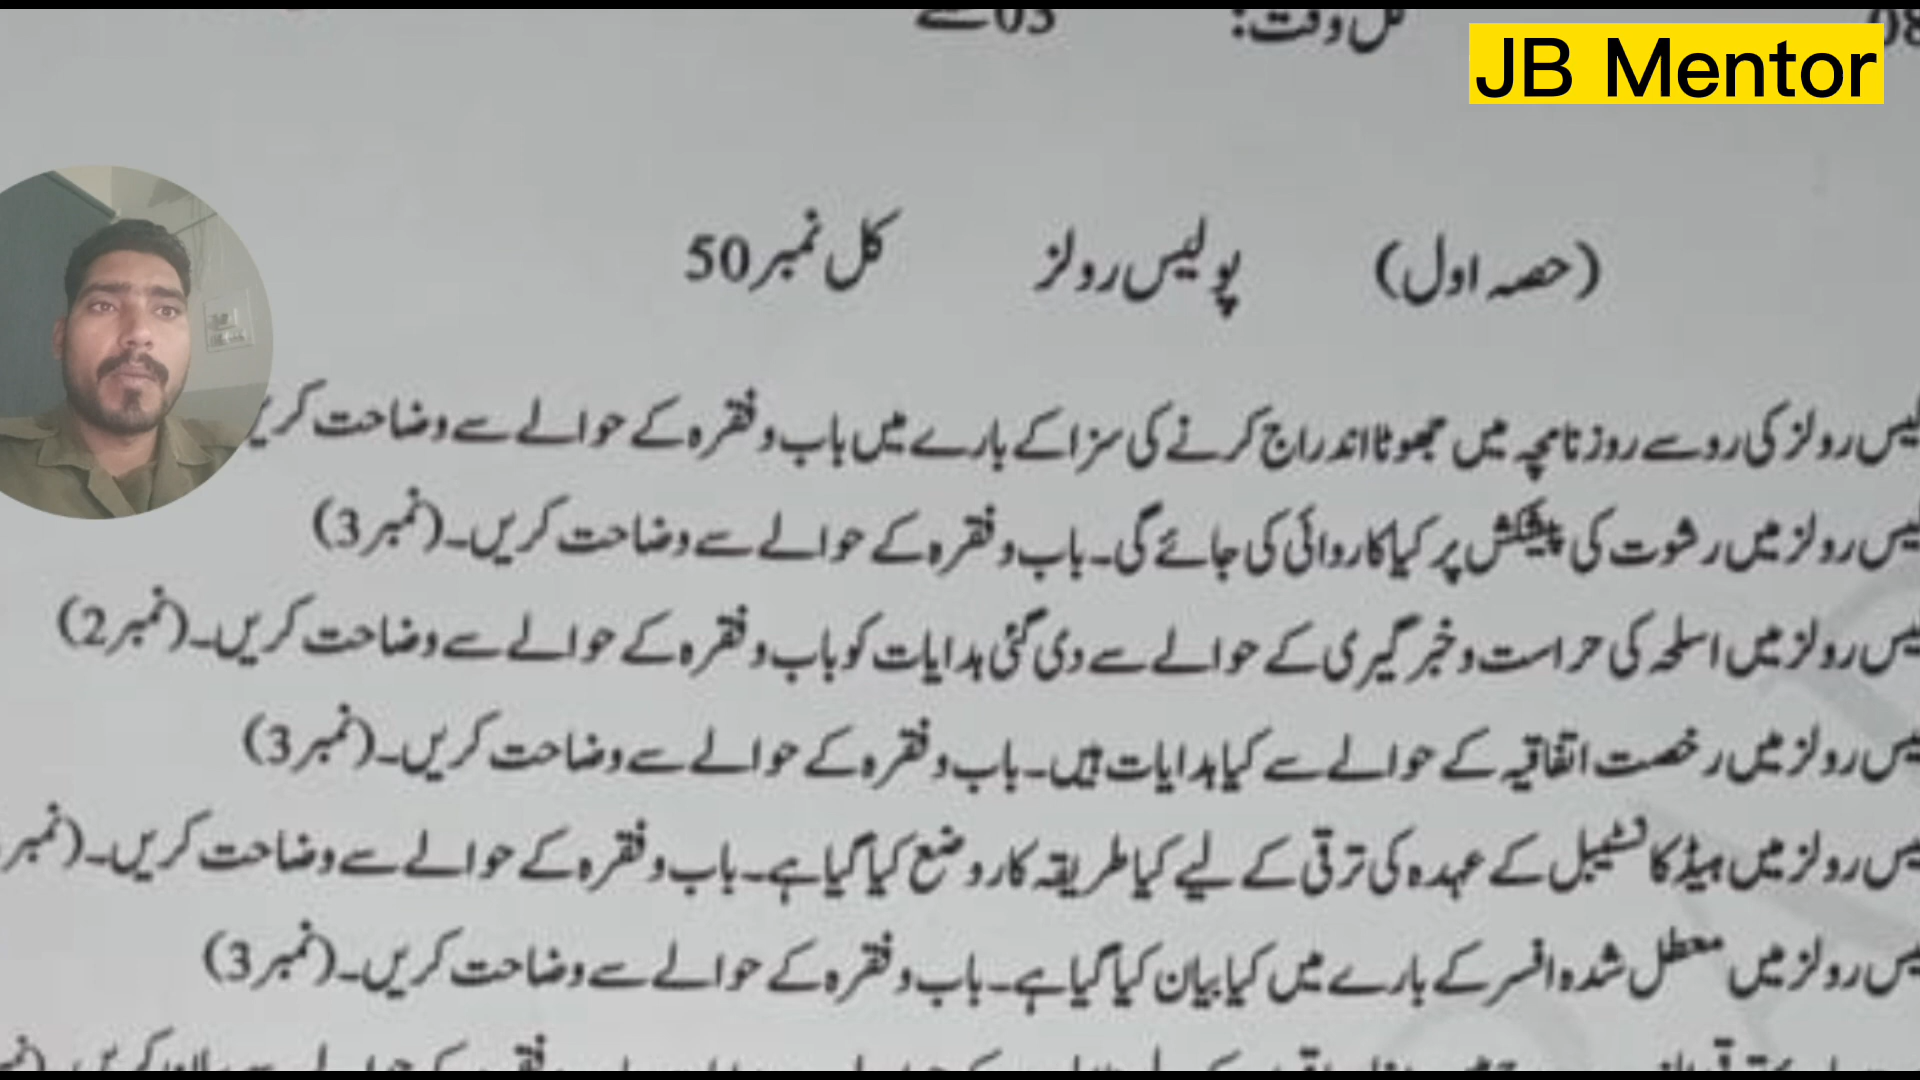 کل وقت: 03 گھنٹے
JB Mentor
(حصہ اول) پولیس رولز کل نمبر 50
رولز کی رو سے روزنامچہ میں جھوٹا اندراج کرنے کی سزا کے بارے میں باب و فقرہ کے حوالے سے وضاحت کریں
رولز میں رشوت کی پیشکش پر کیا کاروائی کی جائے گی۔ باب و فقرہ کے حوالے سے وضاحت کریں۔ (نمبر 3)
رولز میں اسلحہ کی حراست و خبر گیری کے حوالے سے دی گئی ہدایات کو باب و فقرہ کے حوالے سے وضاحت کریں۔ (نمبر 2)
رولز میں رخصت اتفاقیہ کے حوالے سے کیا ہدایات ہیں۔ باب و فقرہ کے حوالے سے وضاحت کریں۔ (نمبر 3)
رولز میں ہیڈ کانسٹیبل کے عہدہ کی ترقی کے لیے کیا طریقہ کار وضع کیا گیا ہے۔ باب و فقرہ کے حوالے سے وضاحت کریں۔ (نمبر
رولز میں معطل شدہ افسر کے بارے میں کیا بیان کیا گیا ہے۔ باب و فقرہ کے حوالے سے وضاحت کریں۔ (نمبر 3)